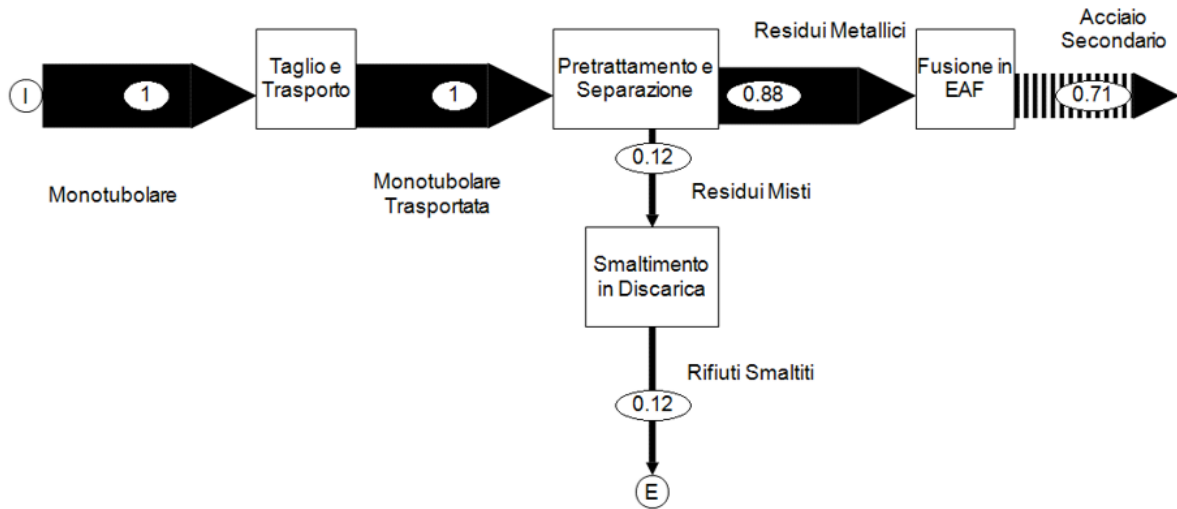 I
1
Monotubolare
Taglio e
Trasporto
1
Monotubolare
Trasportata
Pretrattamento e
Separazione
Residui Metallici
0.88
Fusione in
EAF
Acciaio
Secondario
0.71
0.12
Residui Misti
Smaltimento
in Discarica
Rifiuti Smaltiti
0.12
E